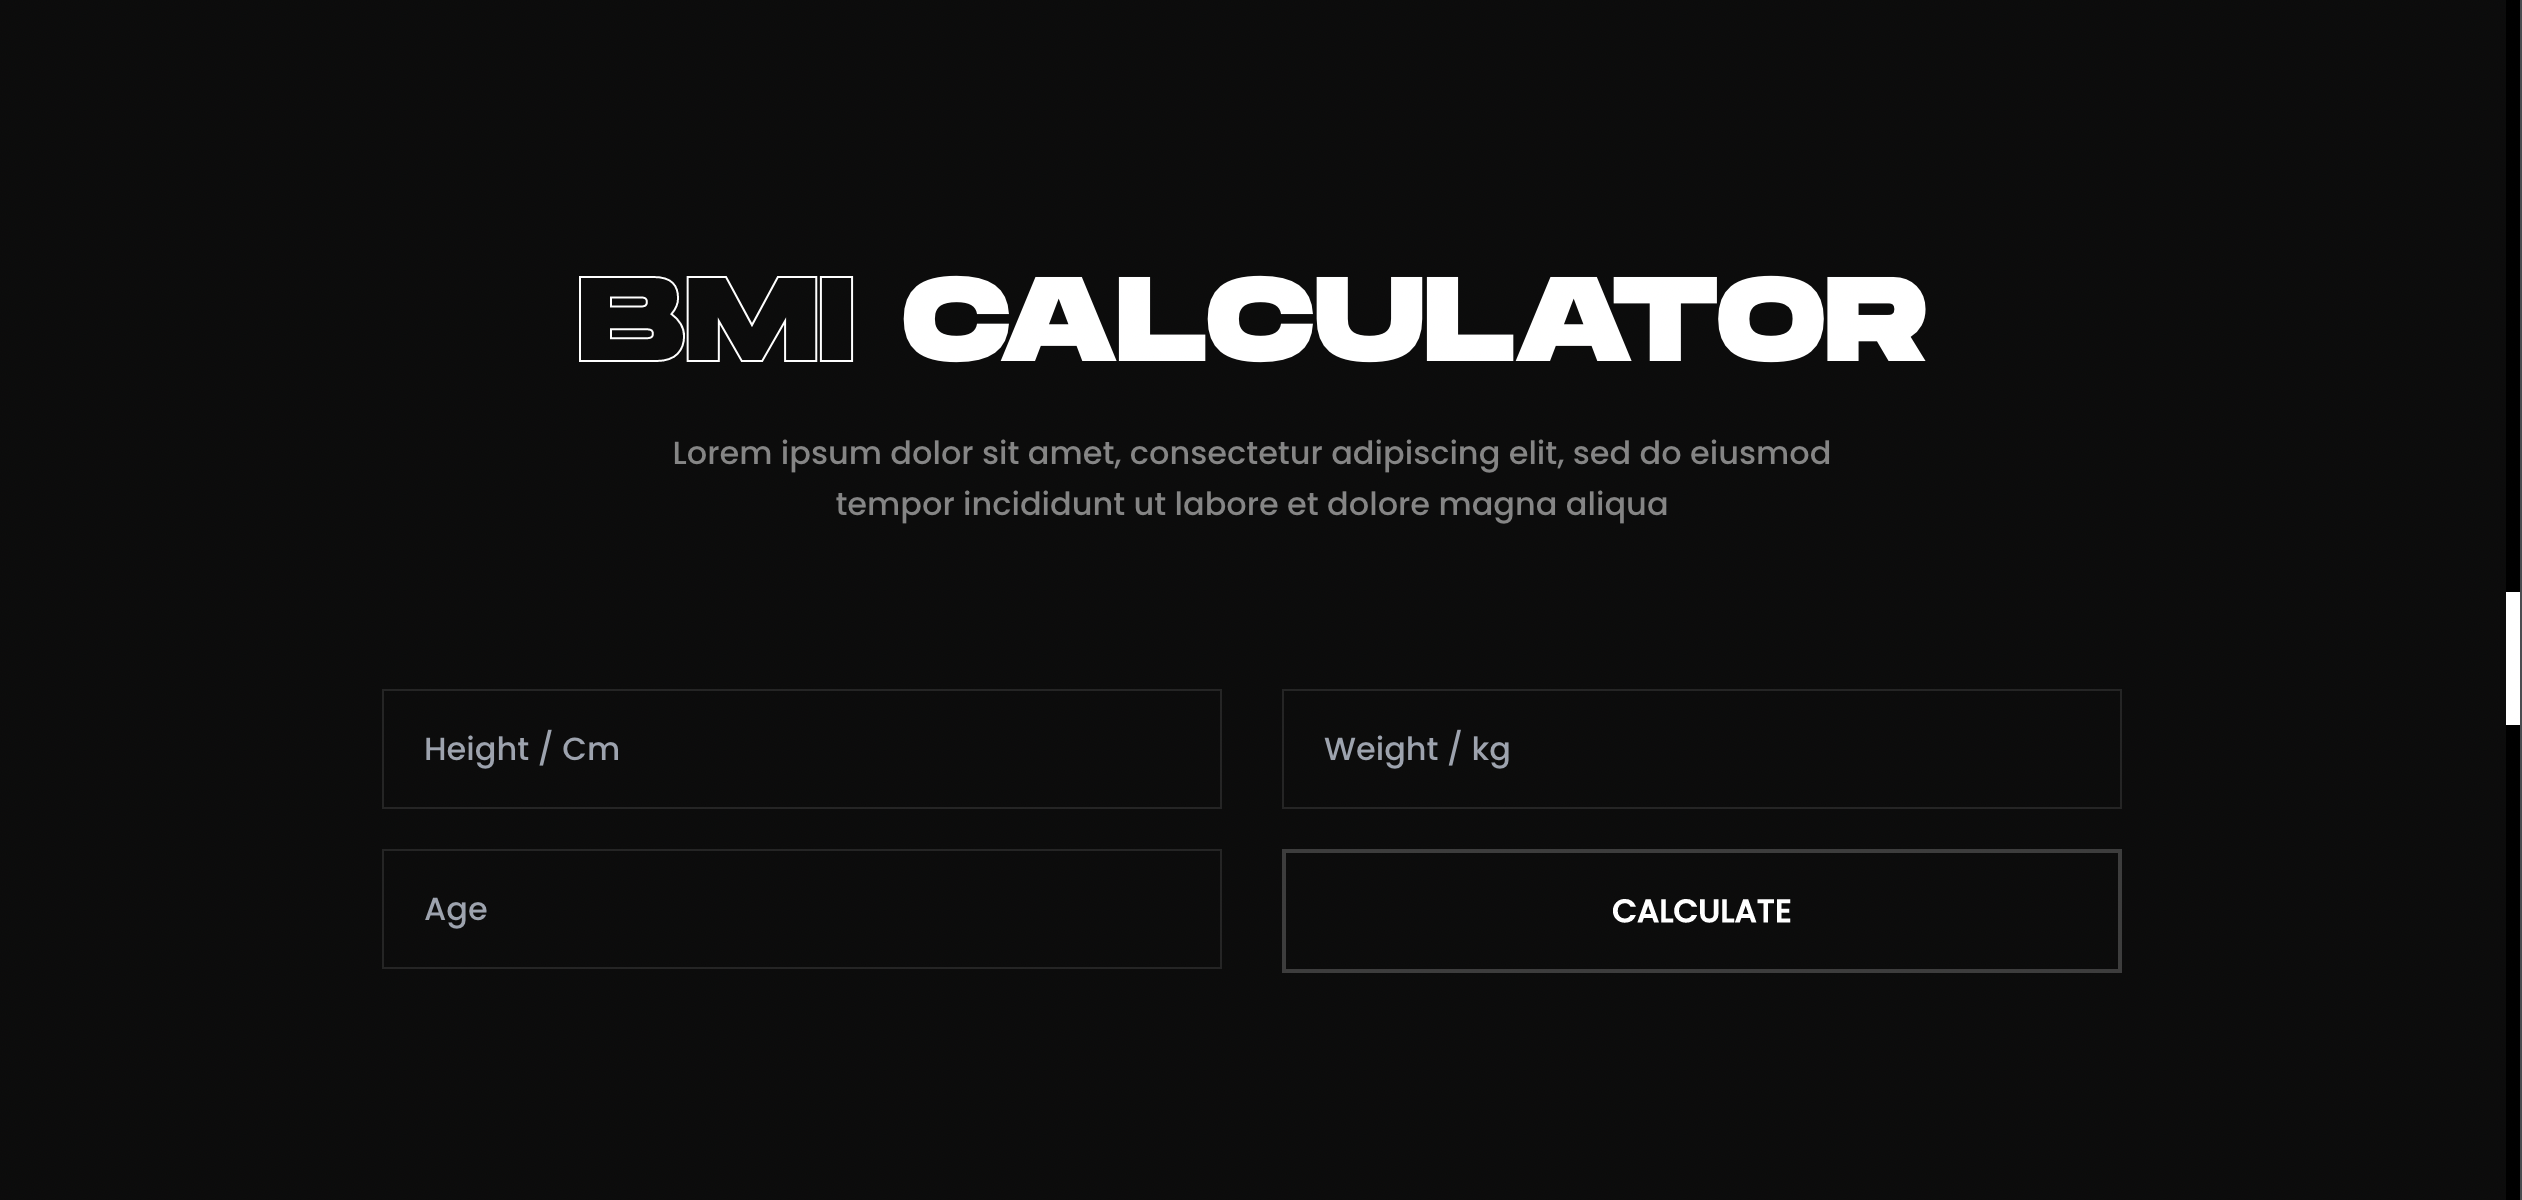 BMI CALCULATOR
Lorem ipsum dolor sit amet, consectetur adipiscing elit, sed do eiusmod
tempor incididunt ut labore et dolore magna aliqua
Height / Cm
Weight / kg
Age
CALCULATE